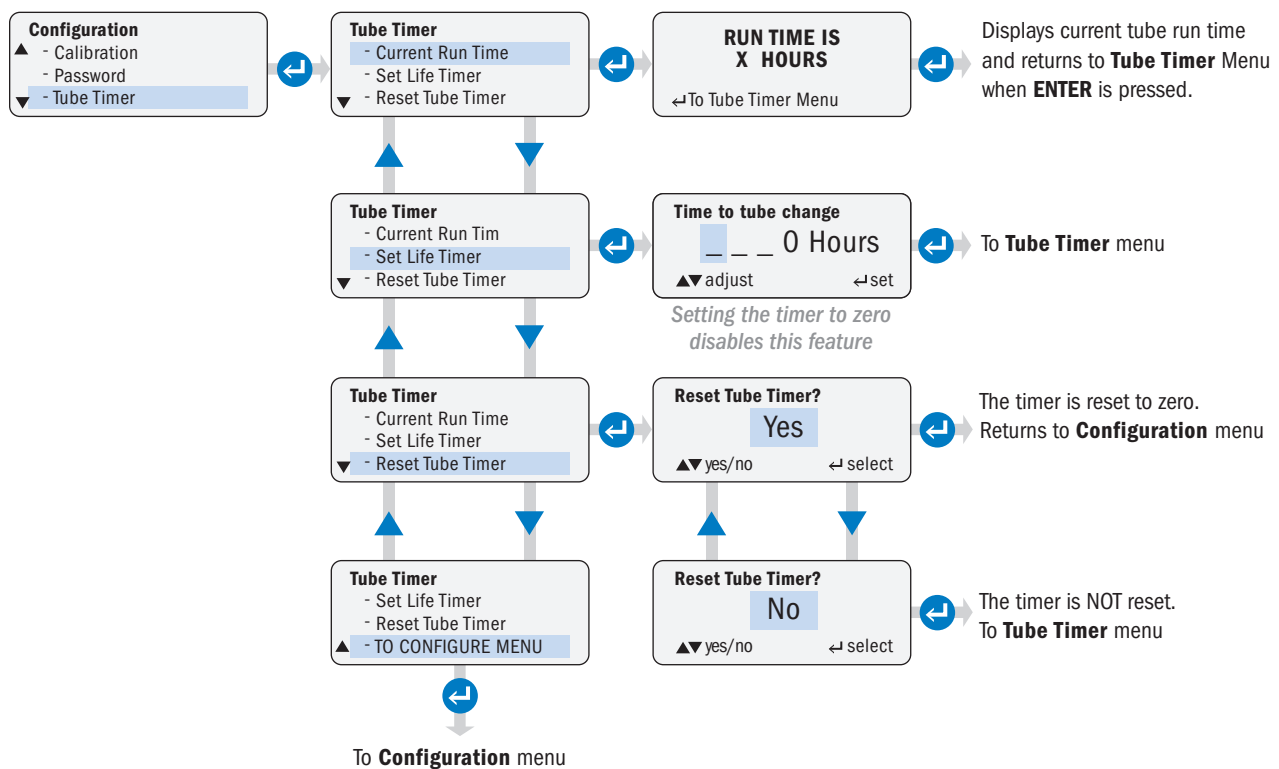 Configuration
- Calibration
- Password
- Tube Timer
Tube Timer
- Current Run Time
- Set Life Timer
- Reset Tube Timer
RUN TIME IS
X HOURS
↵To Tube Timer Menu
Displays current tube run time
and returns to Tube Timer Menu
when ENTER is pressed.
Tube Timer
- Current Run Tim
- Set Life Timer
- Reset Tube Timer
Time to tube change
_ _ _ 0 Hours
▲▼ adjust ↵ set
Setting the timer to zero
disables this feature
To Tube Timer menu
Tube Timer
- Current Run Time
- Set Life Timer
- Reset Tube Timer
Reset Tube Timer?
Yes
▲▼ yes/no ↵ select
The timer is reset to zero.
Returns to Configuration menu
Tube Timer
- Set Life Timer
- Reset Tube Timer
- TO CONFIGURE MENU
Reset Tube Timer?
No
▲▼ yes/no ↵ select
The timer is NOT reset.
To Tube Timer menu
To Configuration menu